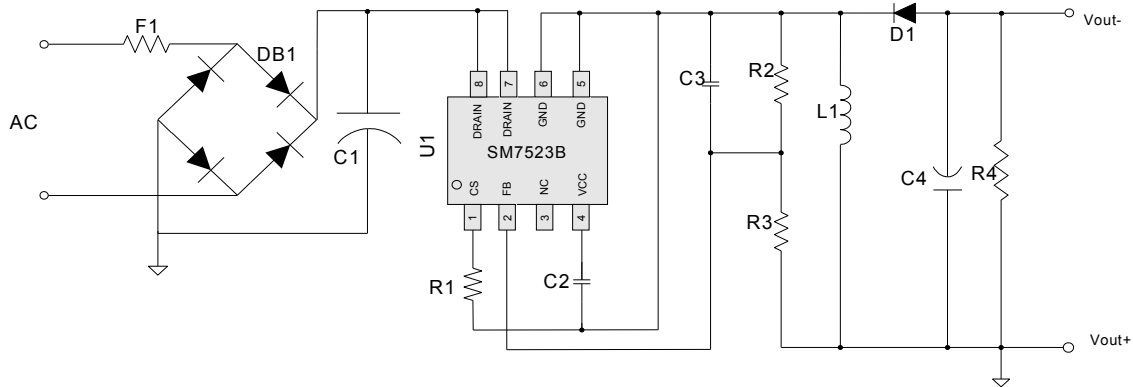 F1
DB1
AC
C1
U1
8
7
6
5
DRAIN
DRAIN
GND
GND
SM7523B
CS
FB
NC
VCC
1
2
3
4
R1
C2
C3
R2
R3
L1
D1
C4
R4
Vout-
Vout+